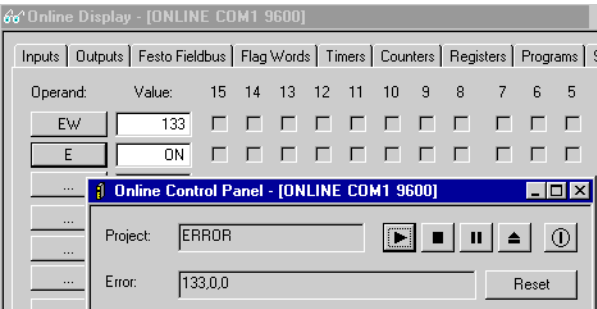 Online Display - [ONLINE COM1 9600]
Inputs Outputs Festo Fieldbus Flag Words Timers Counters Registers Programs S
Operand: Value: 15 14 13 12 11 10 9 8 7 6 5
EW 133
E ON
...
Online Control Panel - [ONLINE COM1 9600]
...
Project: ERROR
...
...
Error: 133,0,0 Reset